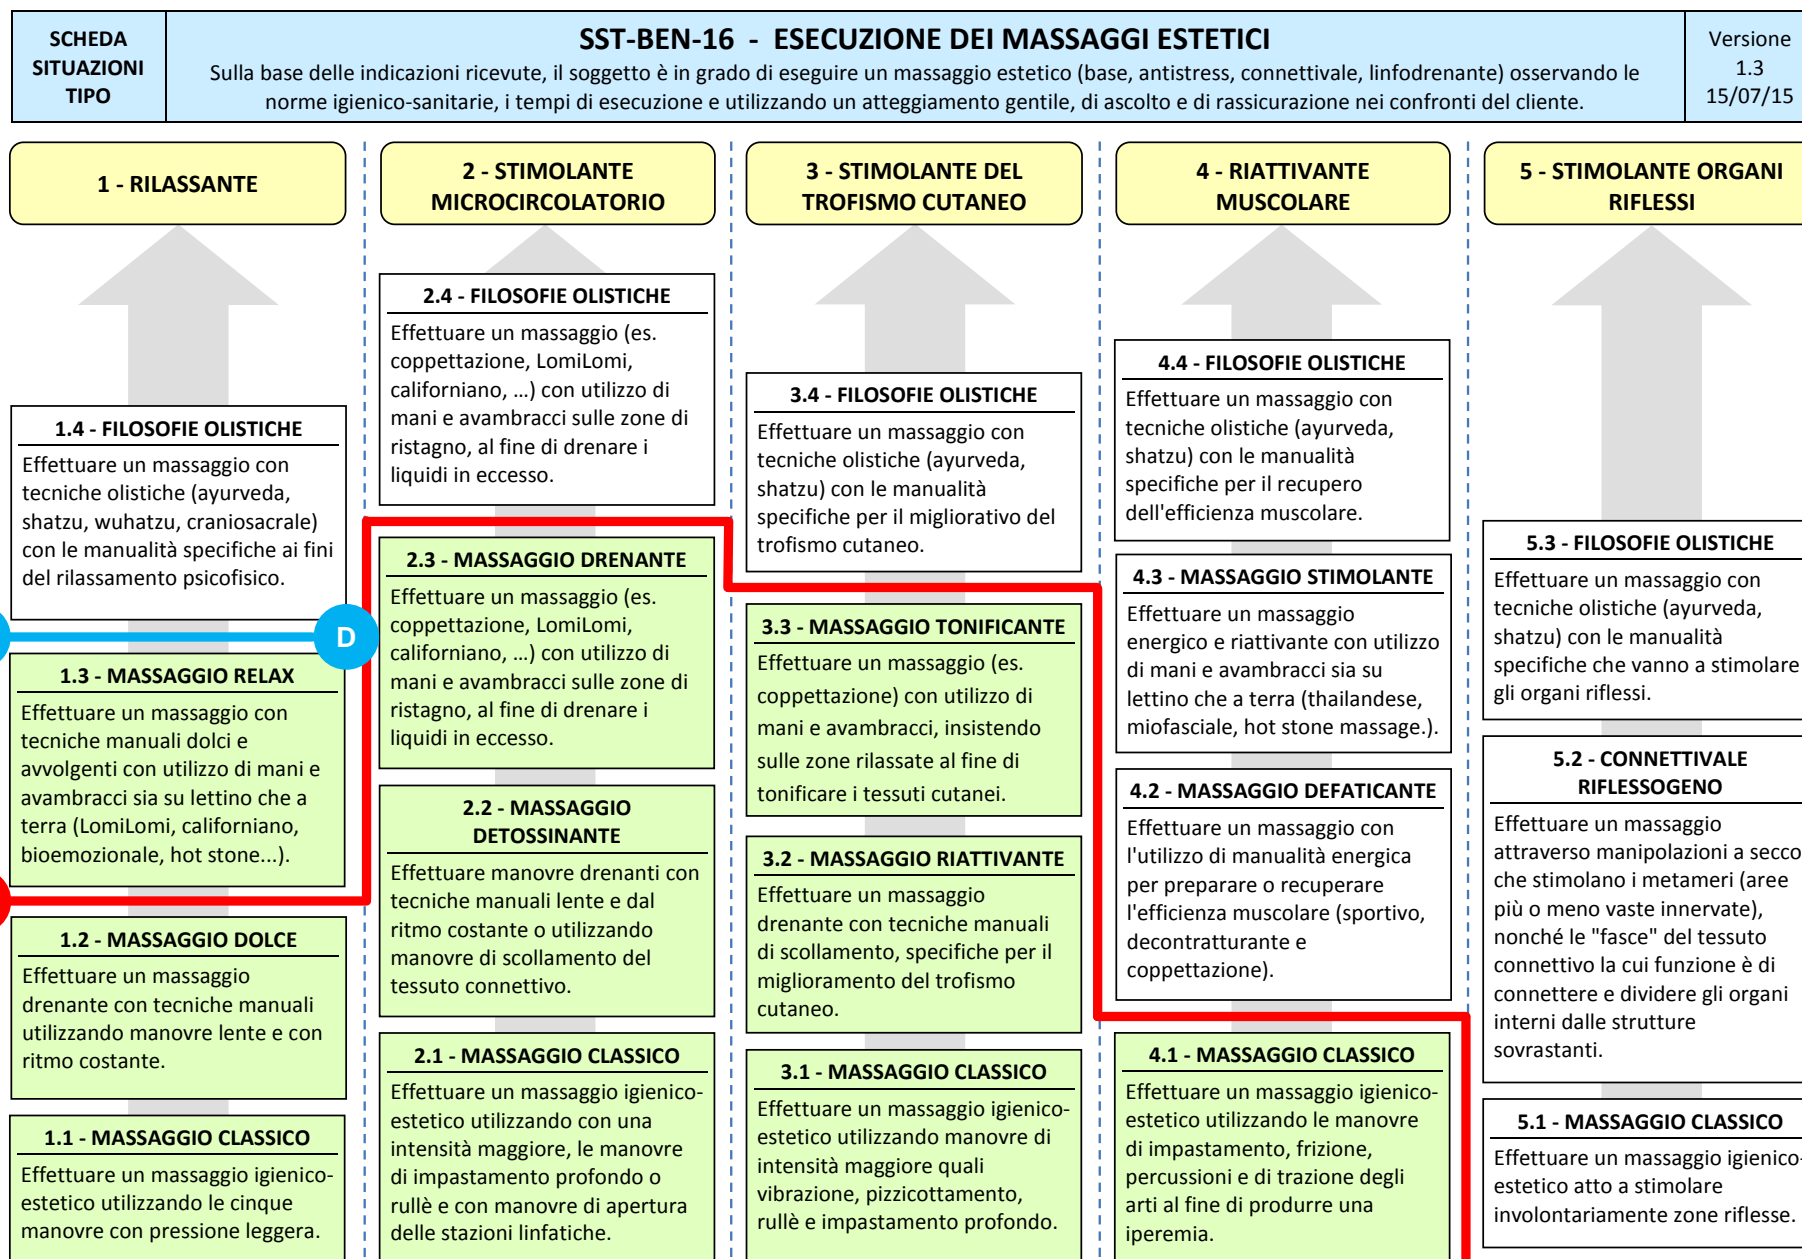 SCHEDA
SITUAZIONI
TIPO
SST-BEN-16 - ESECUZIONE DEI MASSAGGI ESTETICI
Sulla base delle indicazioni ricevute, il soggetto è in grado di eseguire un massaggio estetico (base, antistress, connettivale, linfodrenante) osservando le
norme igienico-sanitarie, i tempi di esecuzione e utilizzando un atteggiamento gentile, di ascolto e di rassicurazione nei confronti del cliente.
Versione
1.3
15/07/15
1 - RILASSANTE
1.4 - FILOSOFIE OLISTICHE
Effettuare un massaggio con
tecniche olistiche (ayurveda,
shatzu, wuhatzu, craniosacrale)
con le manualità specifiche ai fini
del rilassamento psicofisico.
D
1.3 - MASSAGGIO RELAX
Effettuare un massaggio con
tecniche manuali dolci e
avvolgenti con utilizzo di mani e
avambracci sia su lettino che a
terra (LomiLomi, californiano,
bioemozionale, hot stone...).
1.2 - MASSAGGIO DOLCE
Effettuare un massaggio
drenante con tecniche manuali
utilizzando manovre lente e con
ritmo costante.
1.1 - MASSAGGIO CLASSICO
Effettuare un massaggio igienico-
estetico utilizzando le cinque
manovre con pressione leggera.
2 - STIMOLANTE
MICROCIRCOLATORIO
2.4 - FILOSOFIE OLISTICHE
Effettuare un massaggio (es.
coppettazione, LomiLomi,
californiano, ...) con utilizzo di
mani e avambracci sulle zone di
ristagno, al fine di drenare i
liquidi in eccesso.
2.3 - MASSAGGIO DRENANTE
Effettuare un massaggio (es.
coppettazione, LomiLomi,
californiano, ...) con utilizzo di
mani e avambracci sulle zone di
ristagno, al fine di drenare i
liquidi in eccesso.
2.2 - MASSAGGIO
DETOSSINANTE
Effettuare manovre drenanti con
tecniche manuali lente e dal
ritmo costante o utilizzando
manovre di scollamento del
tessuto connettivo.
2.1 - MASSAGGIO CLASSICO
Effettuare un massaggio igienico-
estetico utilizzando con una
intensità maggiore, le manovre
di impastamento profondo o
rullè e con manovre di apertura
delle stazioni linfatiche.
3 - STIMOLANTE DEL
TROFISMO CUTANEO
3.4 - FILOSOFIE OLISTICHE
Effettuare un massaggio con
tecniche olistiche (ayurveda,
shatzu) con le manualità
specifiche per il migliorativo del
trofismo cutaneo.
3.3 - MASSAGGIO TONIFICANTE
Effettuare un massaggio (es.
coppettazione) con utilizzo di
mani e avambracci, insistendo
sulle zone rilassate al fine di
tonificare i tessuti cutanei.
3.2 - MASSAGGIO RIATTIVANTE
Effettuare un massaggio
drenante con tecniche manuali
di scollamento, specifiche per il
miglioramento del trofismo
cutaneo.
3.1 - MASSAGGIO CLASSICO
Effettuare un massaggio igienico-
estetico utilizzando manovre di
intensità maggiore quali
vibrazione, pizzicottamento,
rullè e impastamento profondo.
4 - RIATTIVANTE
MUSCOLARE
4.4 - FILOSOFIE OLISTICHE
Effettuare un massaggio con
tecniche olistiche (ayurveda,
shatzu) con le manualità
specifiche per il recupero
dell'efficienza muscolare.
4.3 - MASSAGGIO STIMOLANTE
Effettuare un massaggio
energico e riattivante con utilizzo
di mani e avambracci sia su
lettino che a terra (thailandese,
miofasciale, hot stone massage.).
4.2 - MASSAGGIO DEFATICANTE
Effettuare un massaggio con
l'utilizzo di manualità energica
per preparare o recuperare
l'efficienza muscolare (sportivo,
decontratturante e
coppettazione).
4.1 - MASSAGGIO CLASSICO
Effettuare un massaggio igienico-
estetico utilizzando le manovre
di impastamento, frizione,
percussioni e di trazione degli
arti al fine di produrre una
iperemia.
5 - STIMOLANTE ORGANI
RIFLESSI
5.3 - FILOSOFIE OLISTICHE
Effettuare un massaggio con
tecniche olistiche (ayurveda,
shatzu) con le manualità
specifiche che vanno a stimolare
gli organi riflessi.
5.2 - CONNETTIVALE
RIFLESSOGENO
Effettuare un massaggio
attraverso manipolazioni a secco
che stimolano i metameri (aree
più o meno vaste innervate),
nonché le "fasce" del tessuto
connettivo la cui funzione è di
connettere e dividere gli organi
interni dalle strutture
sovrastanti.
5.1 - MASSAGGIO CLASSICO
Effettuare un massaggio igienico-
estetico atto a stimolare
involontariamente zone riflesse.